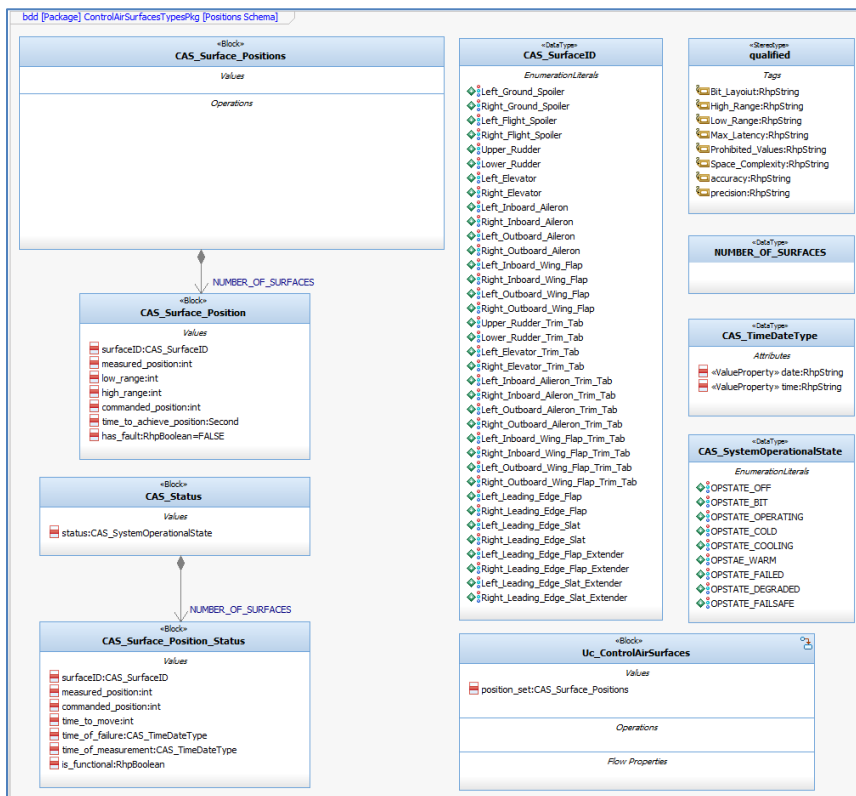 bdd [Package] ControlAirSurfacesTypesPkg [Positions Schema]
«Block»
CAS_Surface_Positions
Values
Operations
NUMBER_OF_SURFACES
«Block»
CAS_Surface_Position
Values
surfaceID:CAS_SurfaceID
measured_position:int
low_range:int
high_range:int
commanded_position:int
time_to_achieve_position:Second
has_fault:RhpBoolean=FALSE
«Block»
CAS_Status
Values
status:CAS_SystemOperationalState
NUMBER_OF_SURFACES
«Block»
CAS_Surface_Position_Status
Values
surfaceID:CAS_SurfaceID
measured_position:int
commanded_position:int
time_to_move:int
time_of_failure:CAS_TimeDateType
time_of_measurement:CAS_TimeDateType
is_functional:RhpBoolean
«DataType»
CAS_SurfaceID
EnumerationLiterals
Left_Ground_Spoiler
Right_Ground_Spoiler
Left_Flight_Spoiler
Right_Flight_Spoiler
Upper_Rudder
Lower_Rudder
Left_Elevator
Right_Elevator
Left_Inboard_Aileron
Right_Inboard_Aileron
Left_Outboard_Aileron
Right_Outboard_Aileron
Left_Inboard_Wing_Flap
Right_Inboard_Wing_Flap
Left_Outboard_Wing_Flap
Right_Outboard_Wing_Flap
Upper_Rudder_Trim_Tab
Lower_Rudder_Trim_Tab
Left_Elevator_Trim_Tab
Right_Elevator_Trim_Tab
Left_Inboard_Ailieron_Trim_Tab
Right_Inboard_Aileron_Trim_Tab
Left_Outboard_Aileron_Trim_Tab
Right_Outboard_Aileron_Trim_Tab
Left_Inboard_Wing_Flap_Trim_Tab
Right_Inboard_Wing_Flap_Trim_Tab
Left_Outboard_Wing_Flap_Trim_Tab
Right_Outboard_Wing_Flap_Trim_Tab
Left_Leading_Edge_Flap
Right_Leading_Edge_Flap
Left_Leading_Edge_Slat
Right_Leading_Edge_Slat
Left_Leading_Edge_Flap_Extender
Right_Leading_Edge_Flap_Extender
Left_Leading_Edge_Slat_Extender
Right_Leading_Edge_Slat_Extender
«Stereotype»
qualified
Tags
Bit_Layoiut:RhpString
High_Range:RhpString
Low_Range:RhpString
Max_Latency:RhpString
Prohibited_Values:RhpString
Space_Complexity:RhpString
accuracy:RhpString
precision:RhpString
«DataType»
NUMBER_OF_SURFACES
«DataType»
CAS_TimeDateType
Attributes
«ValueProperty» date:RhpString
«ValueProperty» time:RhpString
«DataType»
CAS_SystemOperationalState
EnumerationLiterals
OPSTATE_OFF
OPSTATE_BIT
OPSTATE_OPERATING
OPSTATE_COLD
OPSTATE_COOLING
OPSTAE_WARM
OPSTATE_FAILED
OPSTATE_DEGRADED
OPSTATE_FAILSAFE
«Block»
Uc_ControlAirSurfaces
Values
position_set:CAS_Surface_Positions
Operations
Flow Properties